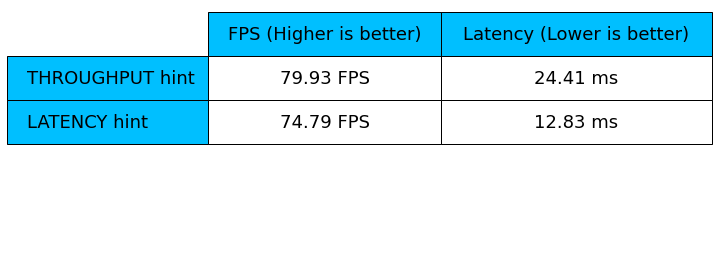 FPS (Higher is better) Latency (Lower is better)
THROUGHPUT hint 79.93 FPS 24.41 ms
LATENCY hint 74.79 FPS 12.83 ms